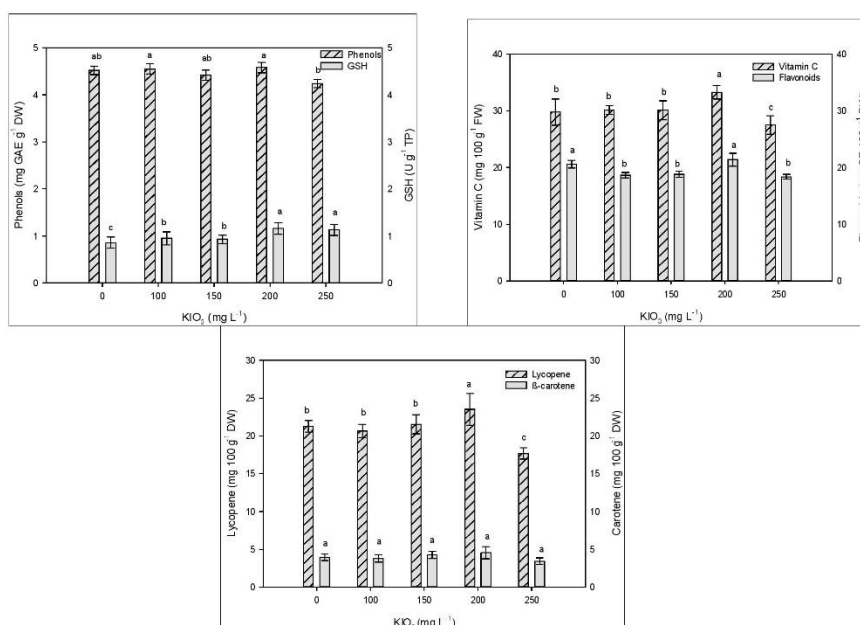 Phenols
GSH
5
4
3
2
1
0
5
4
3
2
1
0
ab
a
ab
a
b
c
b
b
a
a
Phenols (mg GAE g⁻¹ DW)
GSH (U g⁻¹ TP)
0 100 150 200 250
KIO₂ (mg L⁻¹)
Vitamin C
Flavonoids
40
30
20
10
0
40
30
20
10
0
b
b
b
a
c
a
b
b
a
b
Vitamin C (mg 100 g⁻¹ FW)
0 100 150 200 250
KIO₃ (mg L⁻¹)
Lycopene
ß-carotene
30
25
20
15
10
5
0
30
25
20
15
10
5
0
b
b
b
a
c
a
a
a
a
a
Lycopene (mg 100 g⁻¹ DW)
Carotene (mg 100 g⁻¹ DW)
0 100 150 200 250
(mg L⁻¹)